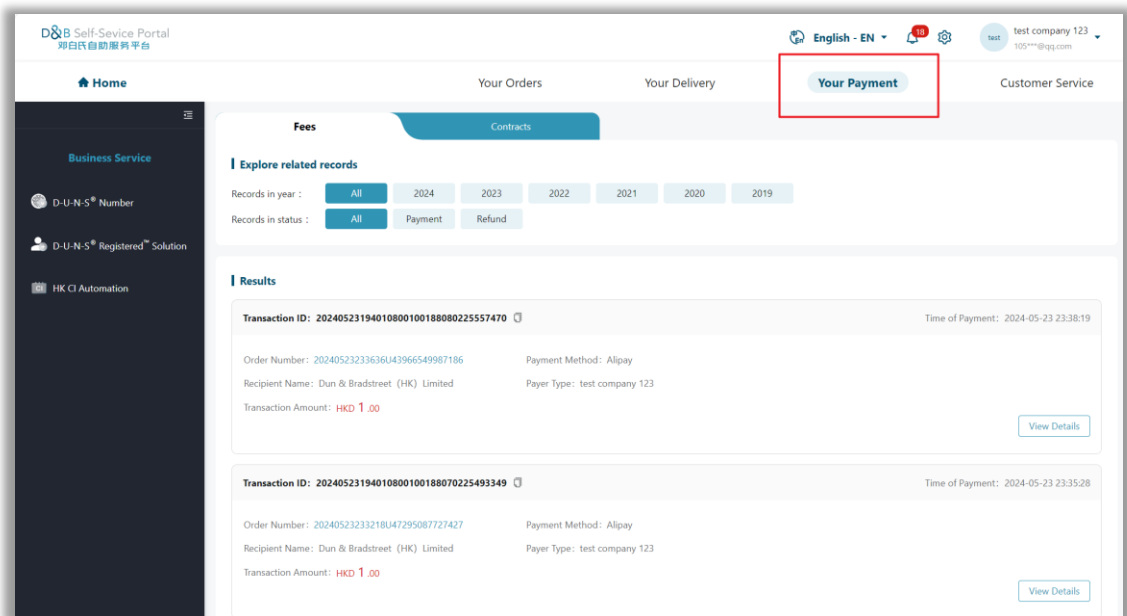 D&B Self-Sevice Portal
邓白氏自助服务平台
En English - EN 18 test test company 123
105***@qq.com
Home Your Orders Your Delivery Your Payment Customer Service
Business Service
D-U-N-S® Number
D-U-N-S® Registered™ Solution
CI HK CI Automation
Fees Contracts
Explore related records
Records in year : All 2024 2023 2022 2021 2020 2019
Records in status : All Payment Refund
Results
Transaction ID: 2024052319401080010018808022555​7470 Time of Payment: 2024-05-23 23:38:19
Order Number: 20240523233636U43966549987186 Payment Method: Alipay
Recipient Name: Dun & Bradstreet (HK) Limited Payer Type: test company 123
Transaction Amount: HKD 1.00
View Details
Transaction ID: 20240523194010800100188070225493349 Time of Payment: 2024-05-23 23:35:28
Order Number: 20240523233218U47295087727427 Payment Method: Alipay
Recipient Name: Dun & Bradstreet (HK) Limited Payer Type: test company 123
Transaction Amount: HKD 1.00
View Details